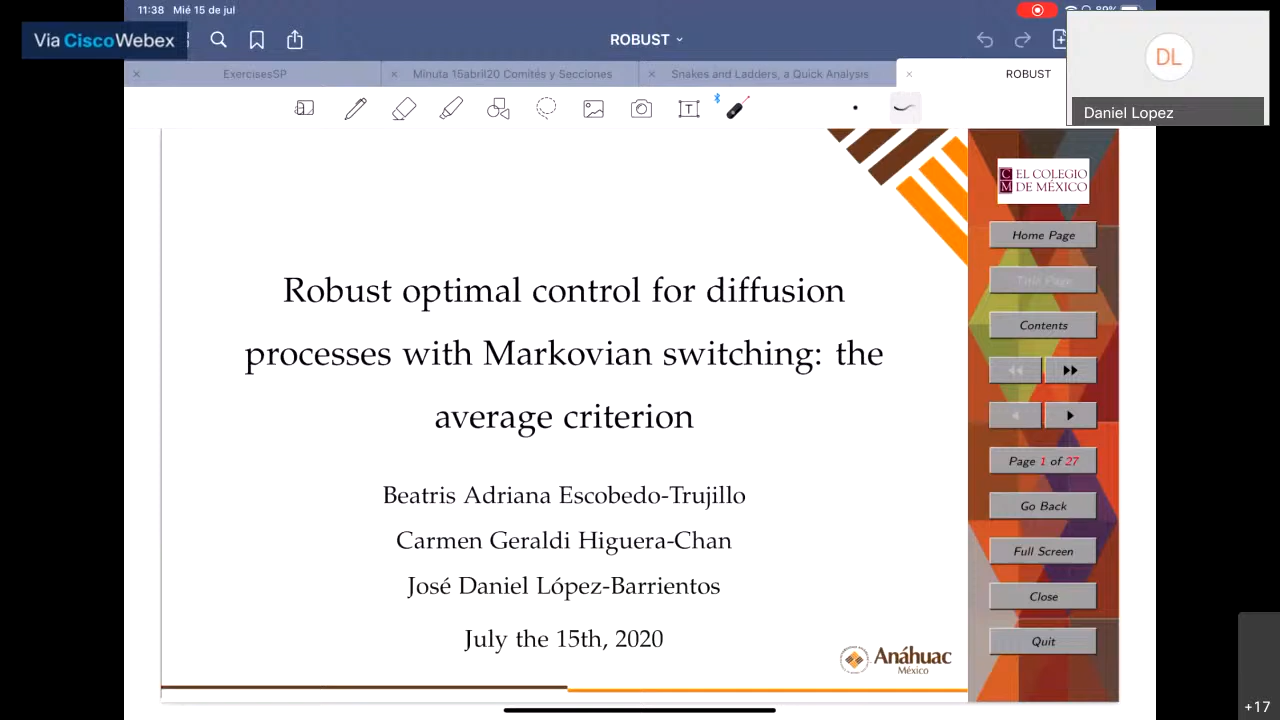 11:38 Mié 15 de jul
89%
Via Cisco Webex
ROBUST
ExercisesSP
Minuta 15abril20 Comités y Secciones
Snakes and Ladders, a Quick Analysis
ROBUST
DL
Daniel Lopez
T
Robust optimal control for diffusion
processes with Markovian switching: the
average criterion
Beatris Adriana Escobedo-Trujillo
Carmen Geraldi Higuera-Chan
José Daniel López-Barrientos
July the 15th, 2020
Anáhuac
México
C
M
EL COLEGIO
DE MÉXICO
Home Page
Title Page
Contents
Page 1 of 27
Go Back
Full Screen
Close
Quit
+17